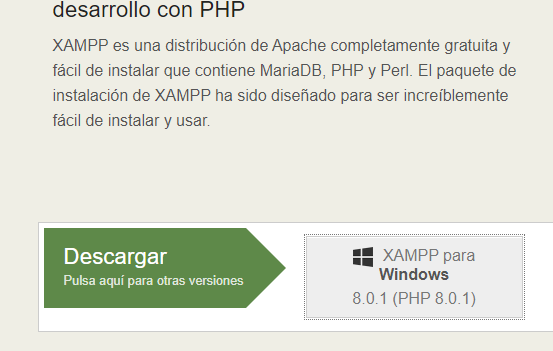 desarrollo con PHP
XAMPP es una distribución de Apache completamente gratuita y
fácil de instalar que contiene MariaDB, PHP y Perl. El paquete de
instalación de XAMPP ha sido diseñado para ser increíblemente
fácil de instalar y usar.
Descargar
Pulsa aquí para otras versiones
XAMPP para
Windows
8.0.1 (PHP 8.0.1)